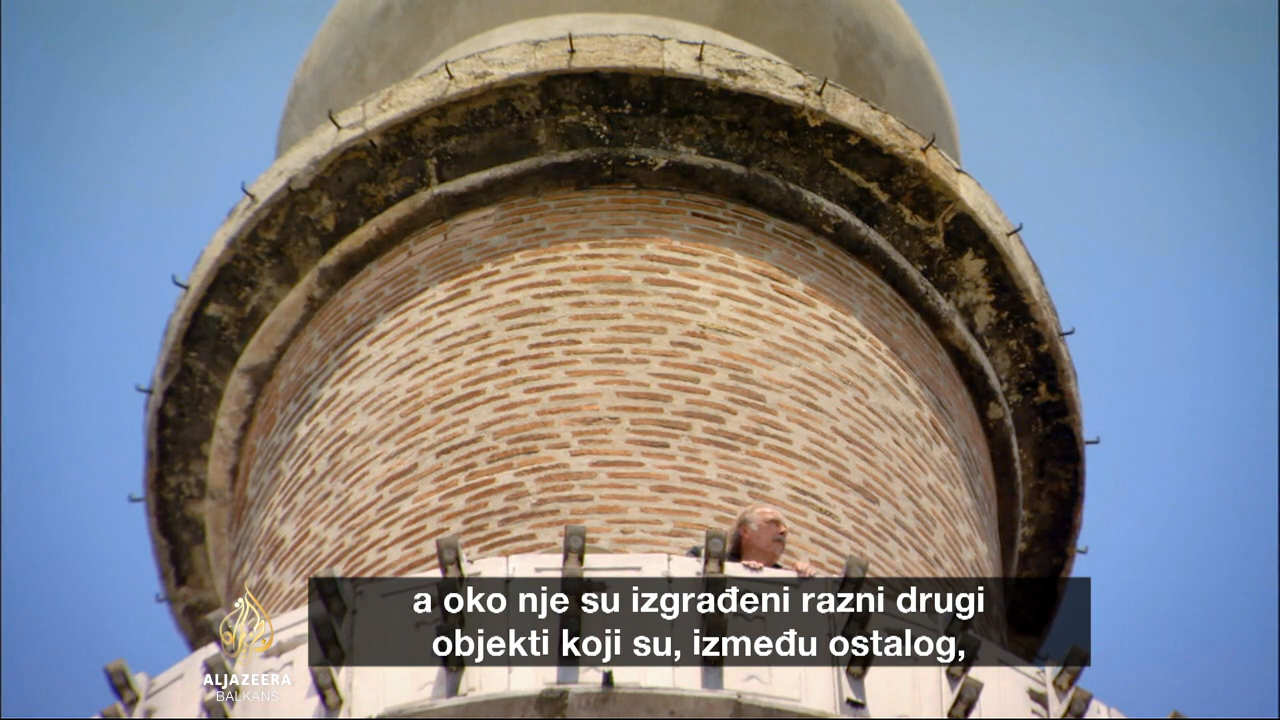 a oko nje su izgrađeni razni drugi
objekti koji su, između ostalog,
ALJAZEERA
BALKANS